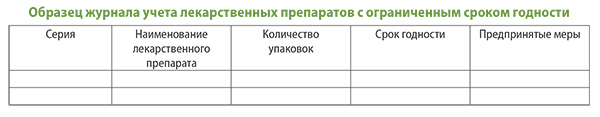 Образец журнала учета лекарственных препаратов с ограниченным сроком годности
Серия
Наименование
лекарственного
препарата
Количество
упаковок
Срок годности
Предпринятые меры